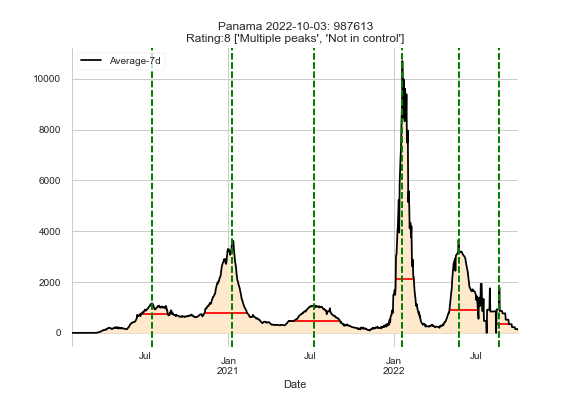 Panama 2022-10-03: 987613
Rating:8 ['Multiple peaks', 'Not in control']
Average-7d
10000
8000
6000
4000
2000
0
Jul
Jan
2021
Jul
Jan
2022
Jul
Date